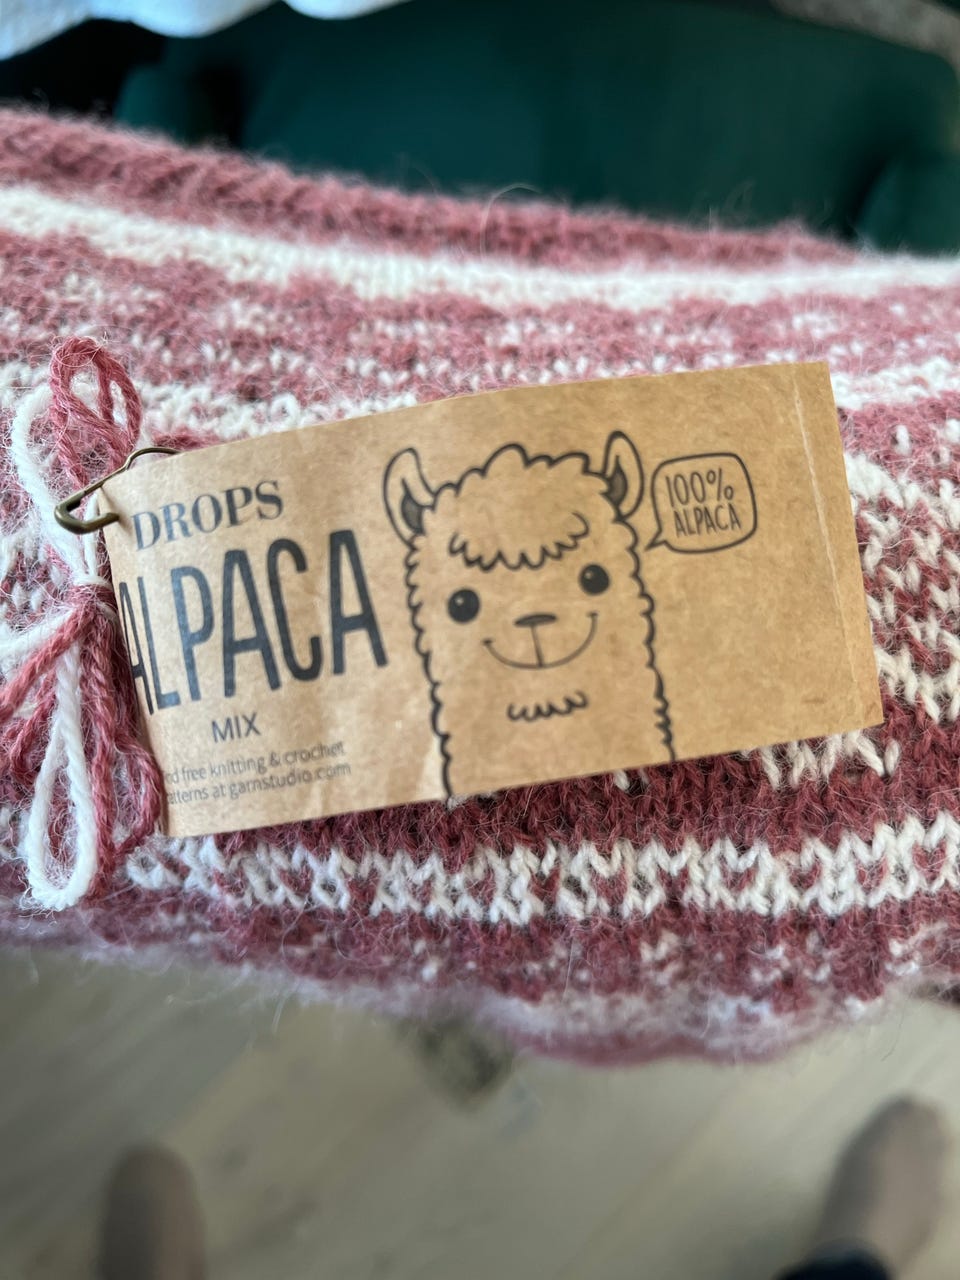 DROPS
ALPACA
MIX
free knitting & crochet
at garnstudio.com
100%
ALPACA